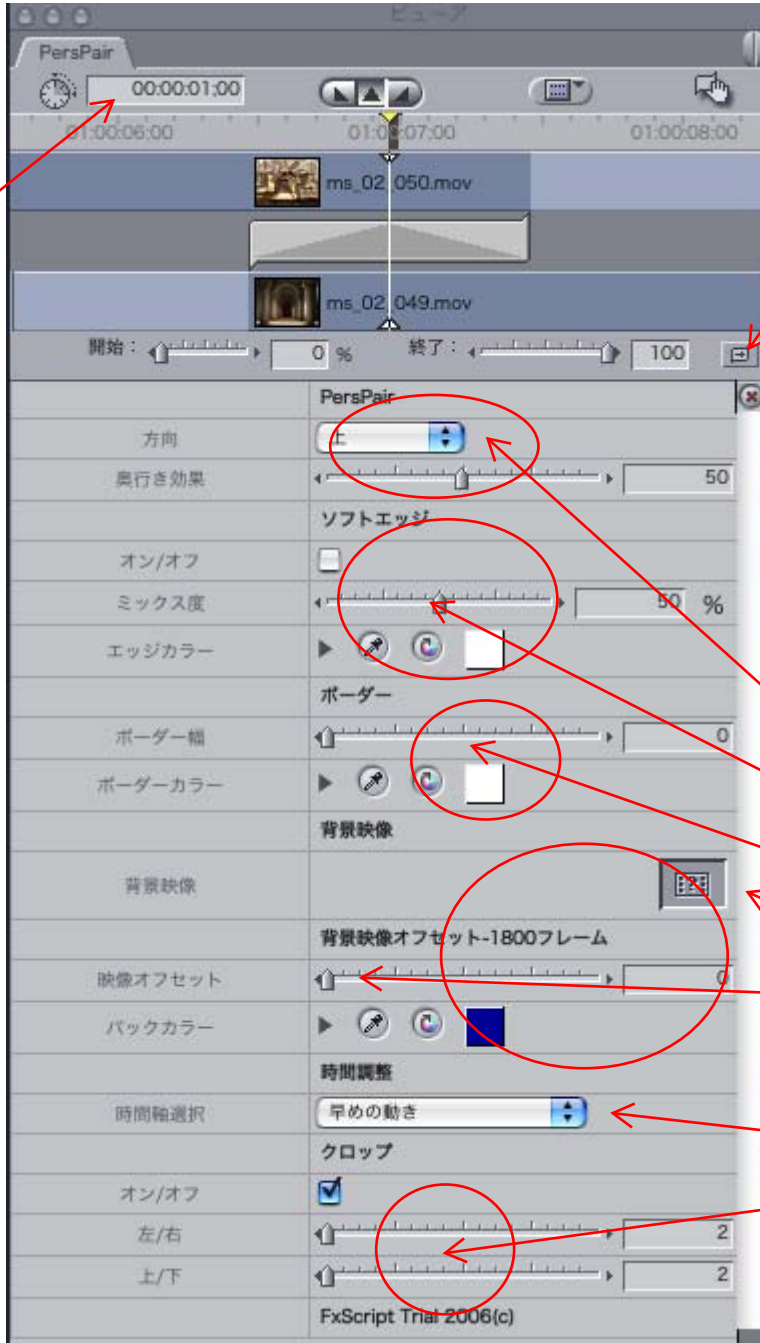 ビューア
PersPair
00:00:01;00
01:00:06:00 01:00:07:00 01:00:08:00
ms_02_050.mov
ms_02_049.mov
開始： 0 % 終了： 100
PersPair
方向 上
奥行き効果 50
ソフトエッジ
オン/オフ
ミックス度 50 %
エッジカラー
ボーダー
ボーダー幅 0
ボーダーカラー
背景映像
背景映像
背景映像オフセット-1800フレーム
映像オフセット 0
バックカラー
時間調整
時間軸選択 早めの動き
クロップ
オン/オフ
左/右 2
上/下 2
FxScript Trial 2006(c)